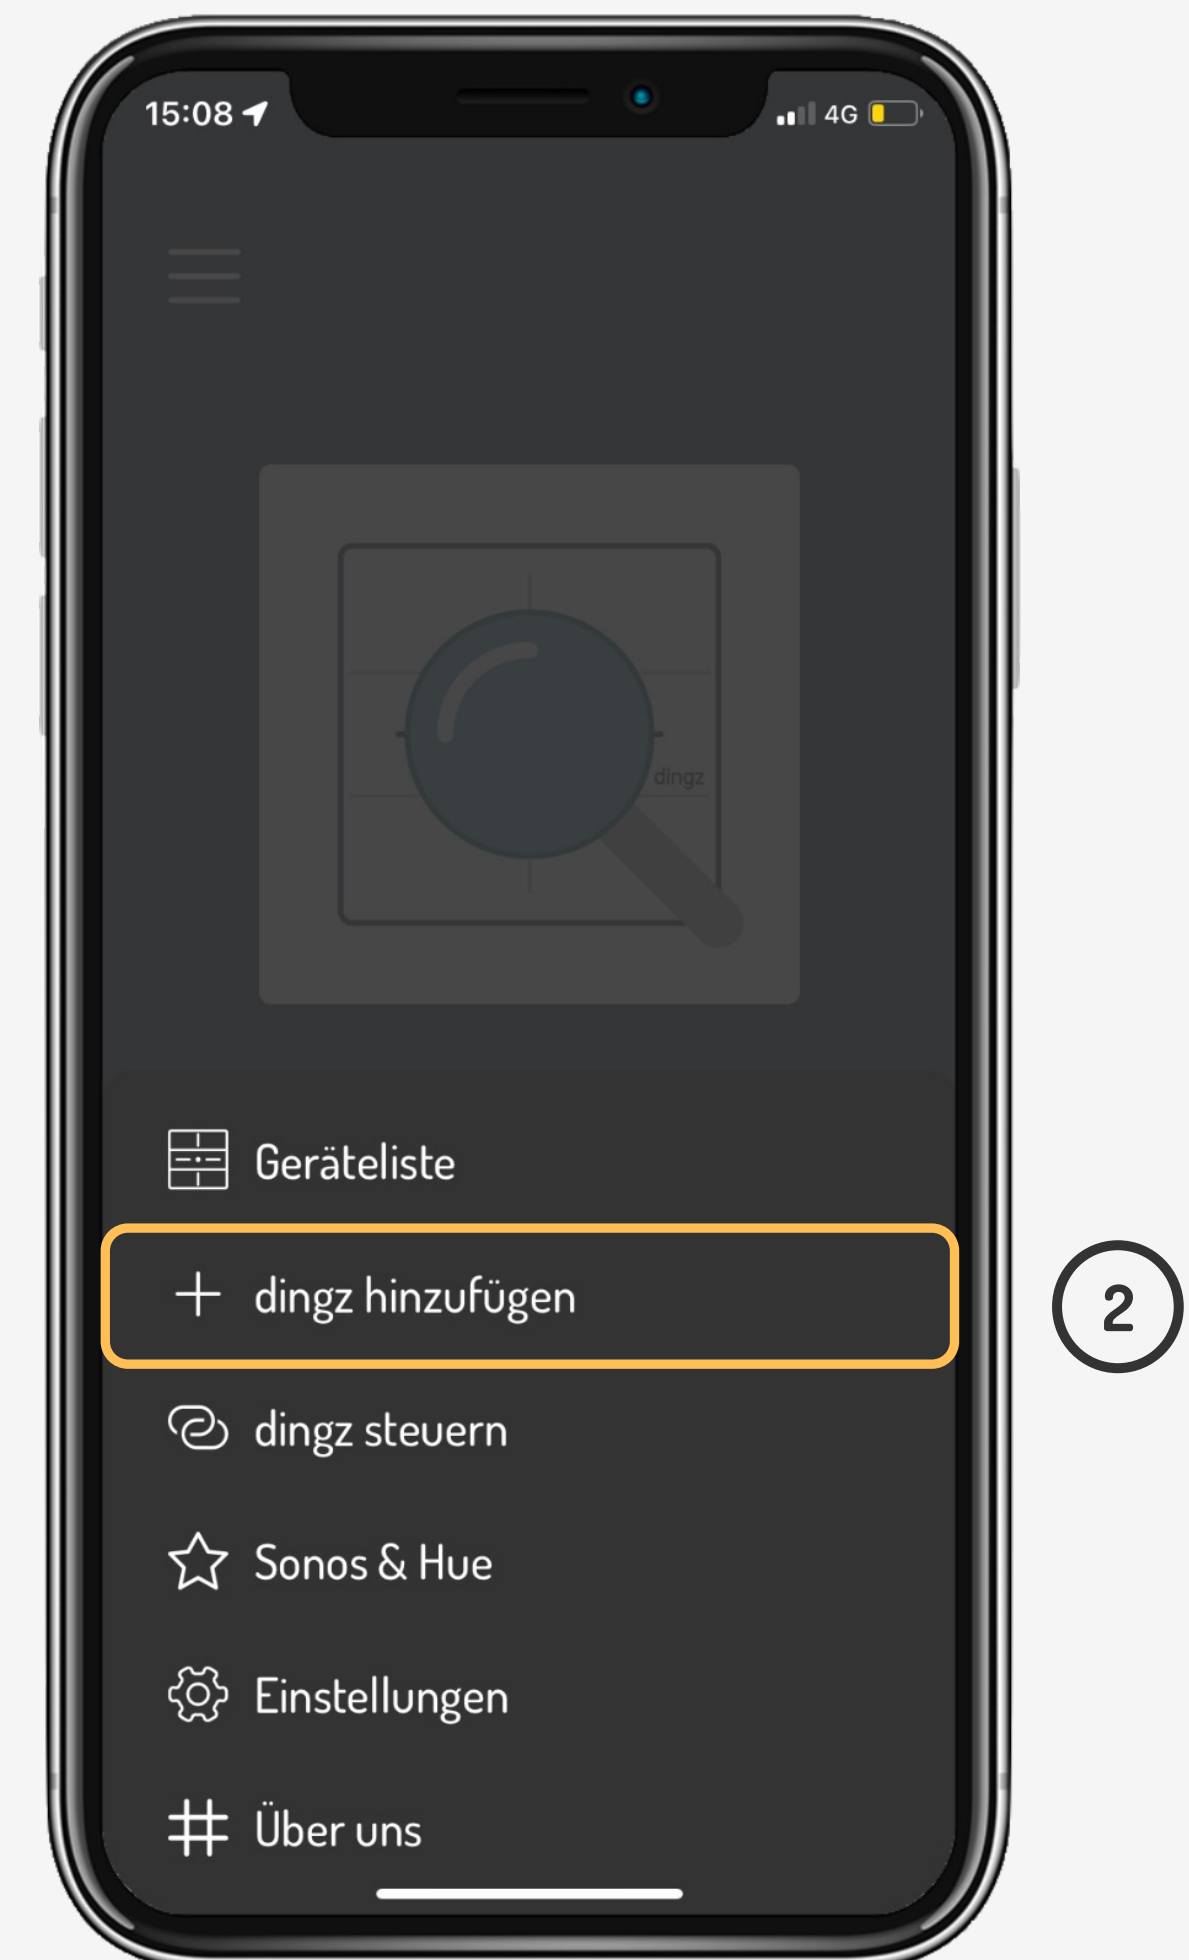 15:08
4G
dingz
Geräteliste
dingz hinzufügen
2
dingz steuern
Sonos & Hue
Einstellungen
Über uns